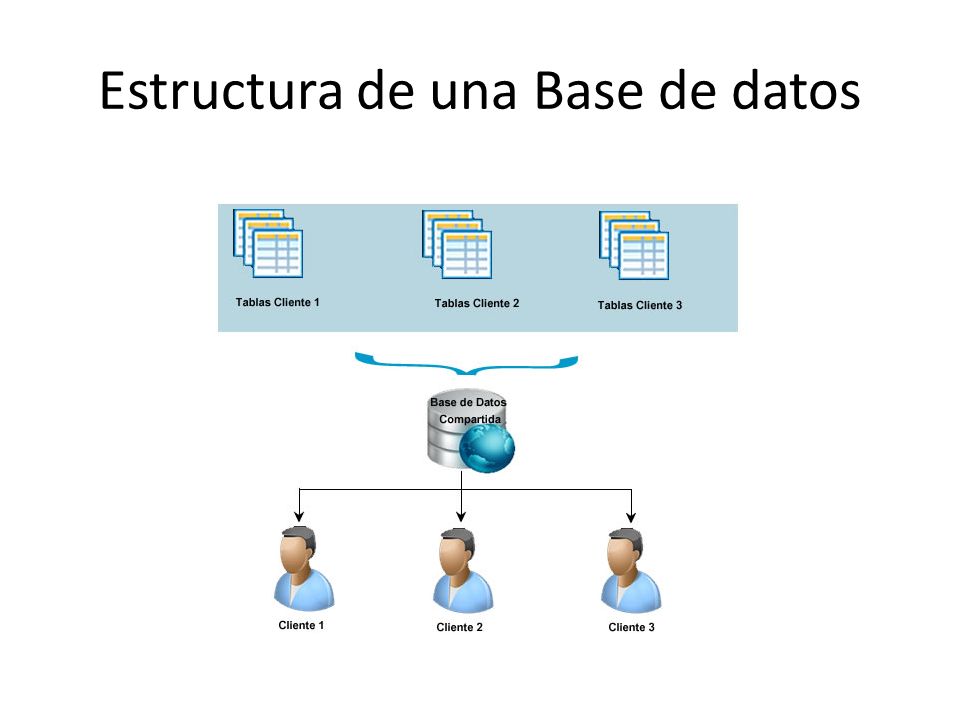 Estructura de una Base de datos
Tablas Cliente 1
Tablas Cliente 2
Tablas Cliente 3
Base de Datos
Compartida
Cliente 1
Cliente 2
Cliente 3